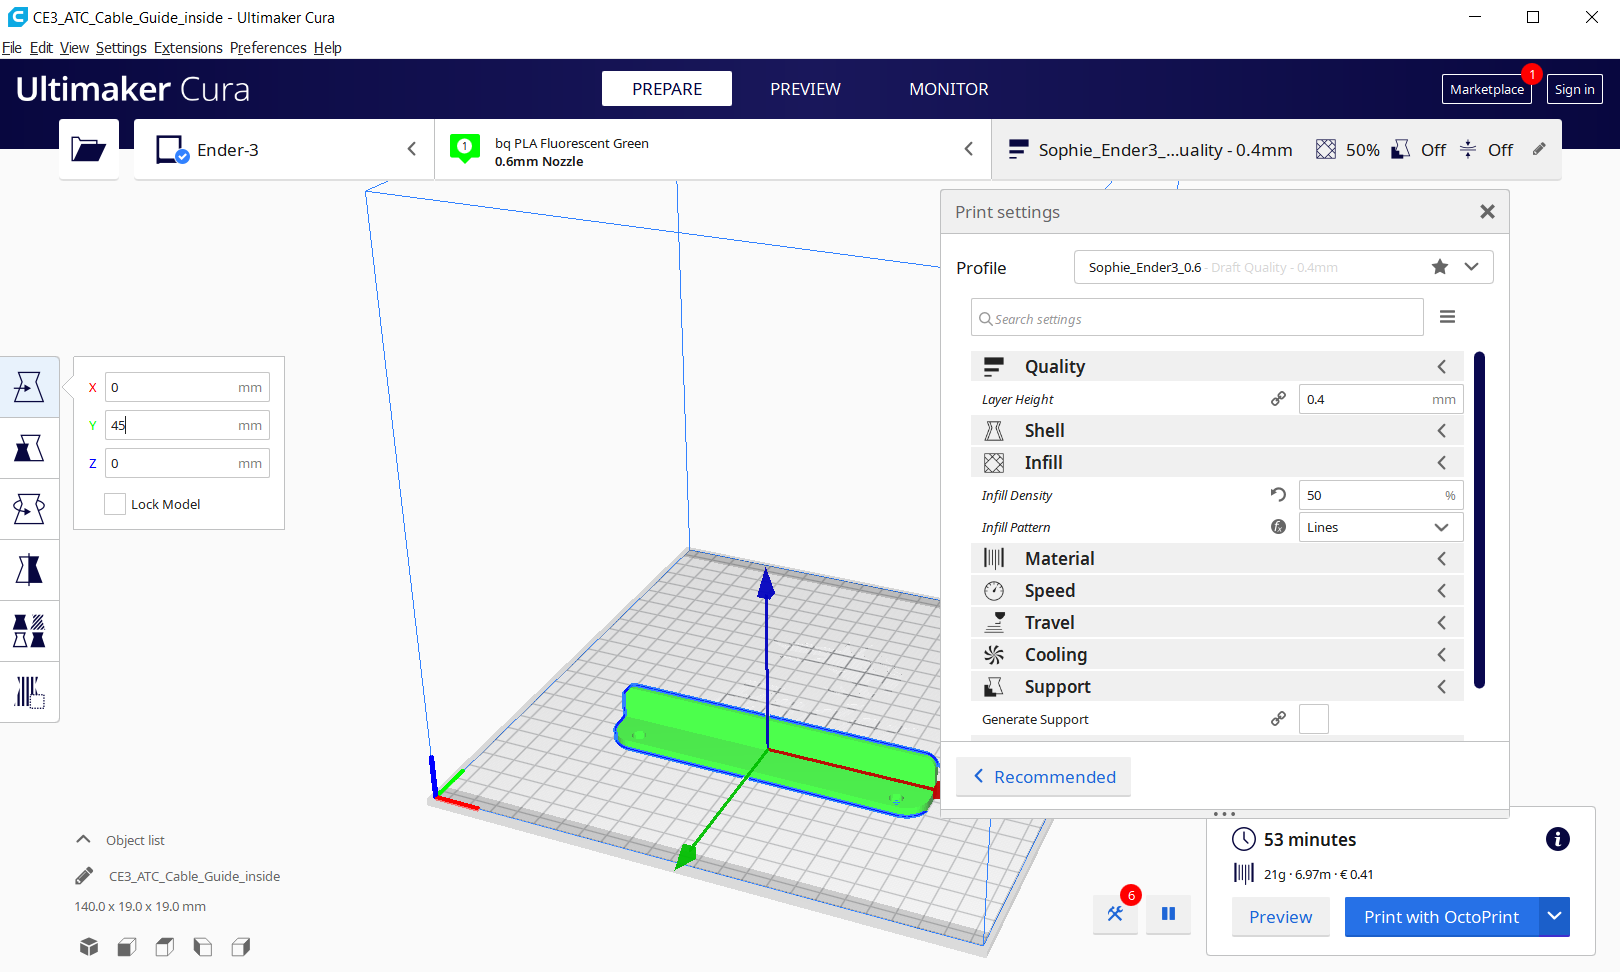 CE3_ATC_Cable_Guide_inside - Ultimaker Cura
File Edit View Settings Extensions Preferences Help
Ultimaker Cura
PREPARE
PREVIEW
MONITOR
Marketplace
1
Sign in
Ender-3
1
bq PLA Fluorescent Green
0.6mm Nozzle
Sophie_Ender3_...uality - 0.4mm
50%
Off
Off
Print settings
Profile
Sophie_Ender3_0.6 - Draft Quality - 0.4mm
Search settings
Quality
Layer Height
0.4 mm
Shell
Infill
Infill Density
50 %
Infill Pattern
Lines
Material
Speed
Travel
Cooling
Support
Generate Support
Recommended
X 0 mm
Y 45 mm
Z 0 mm
Lock Model
Object list
CE3_ATC_Cable_Guide_inside
140.0 x 19.0 x 19.0 mm
6
53 minutes
21g · 6.97m · € 0.41
Preview
Print with OctoPrint